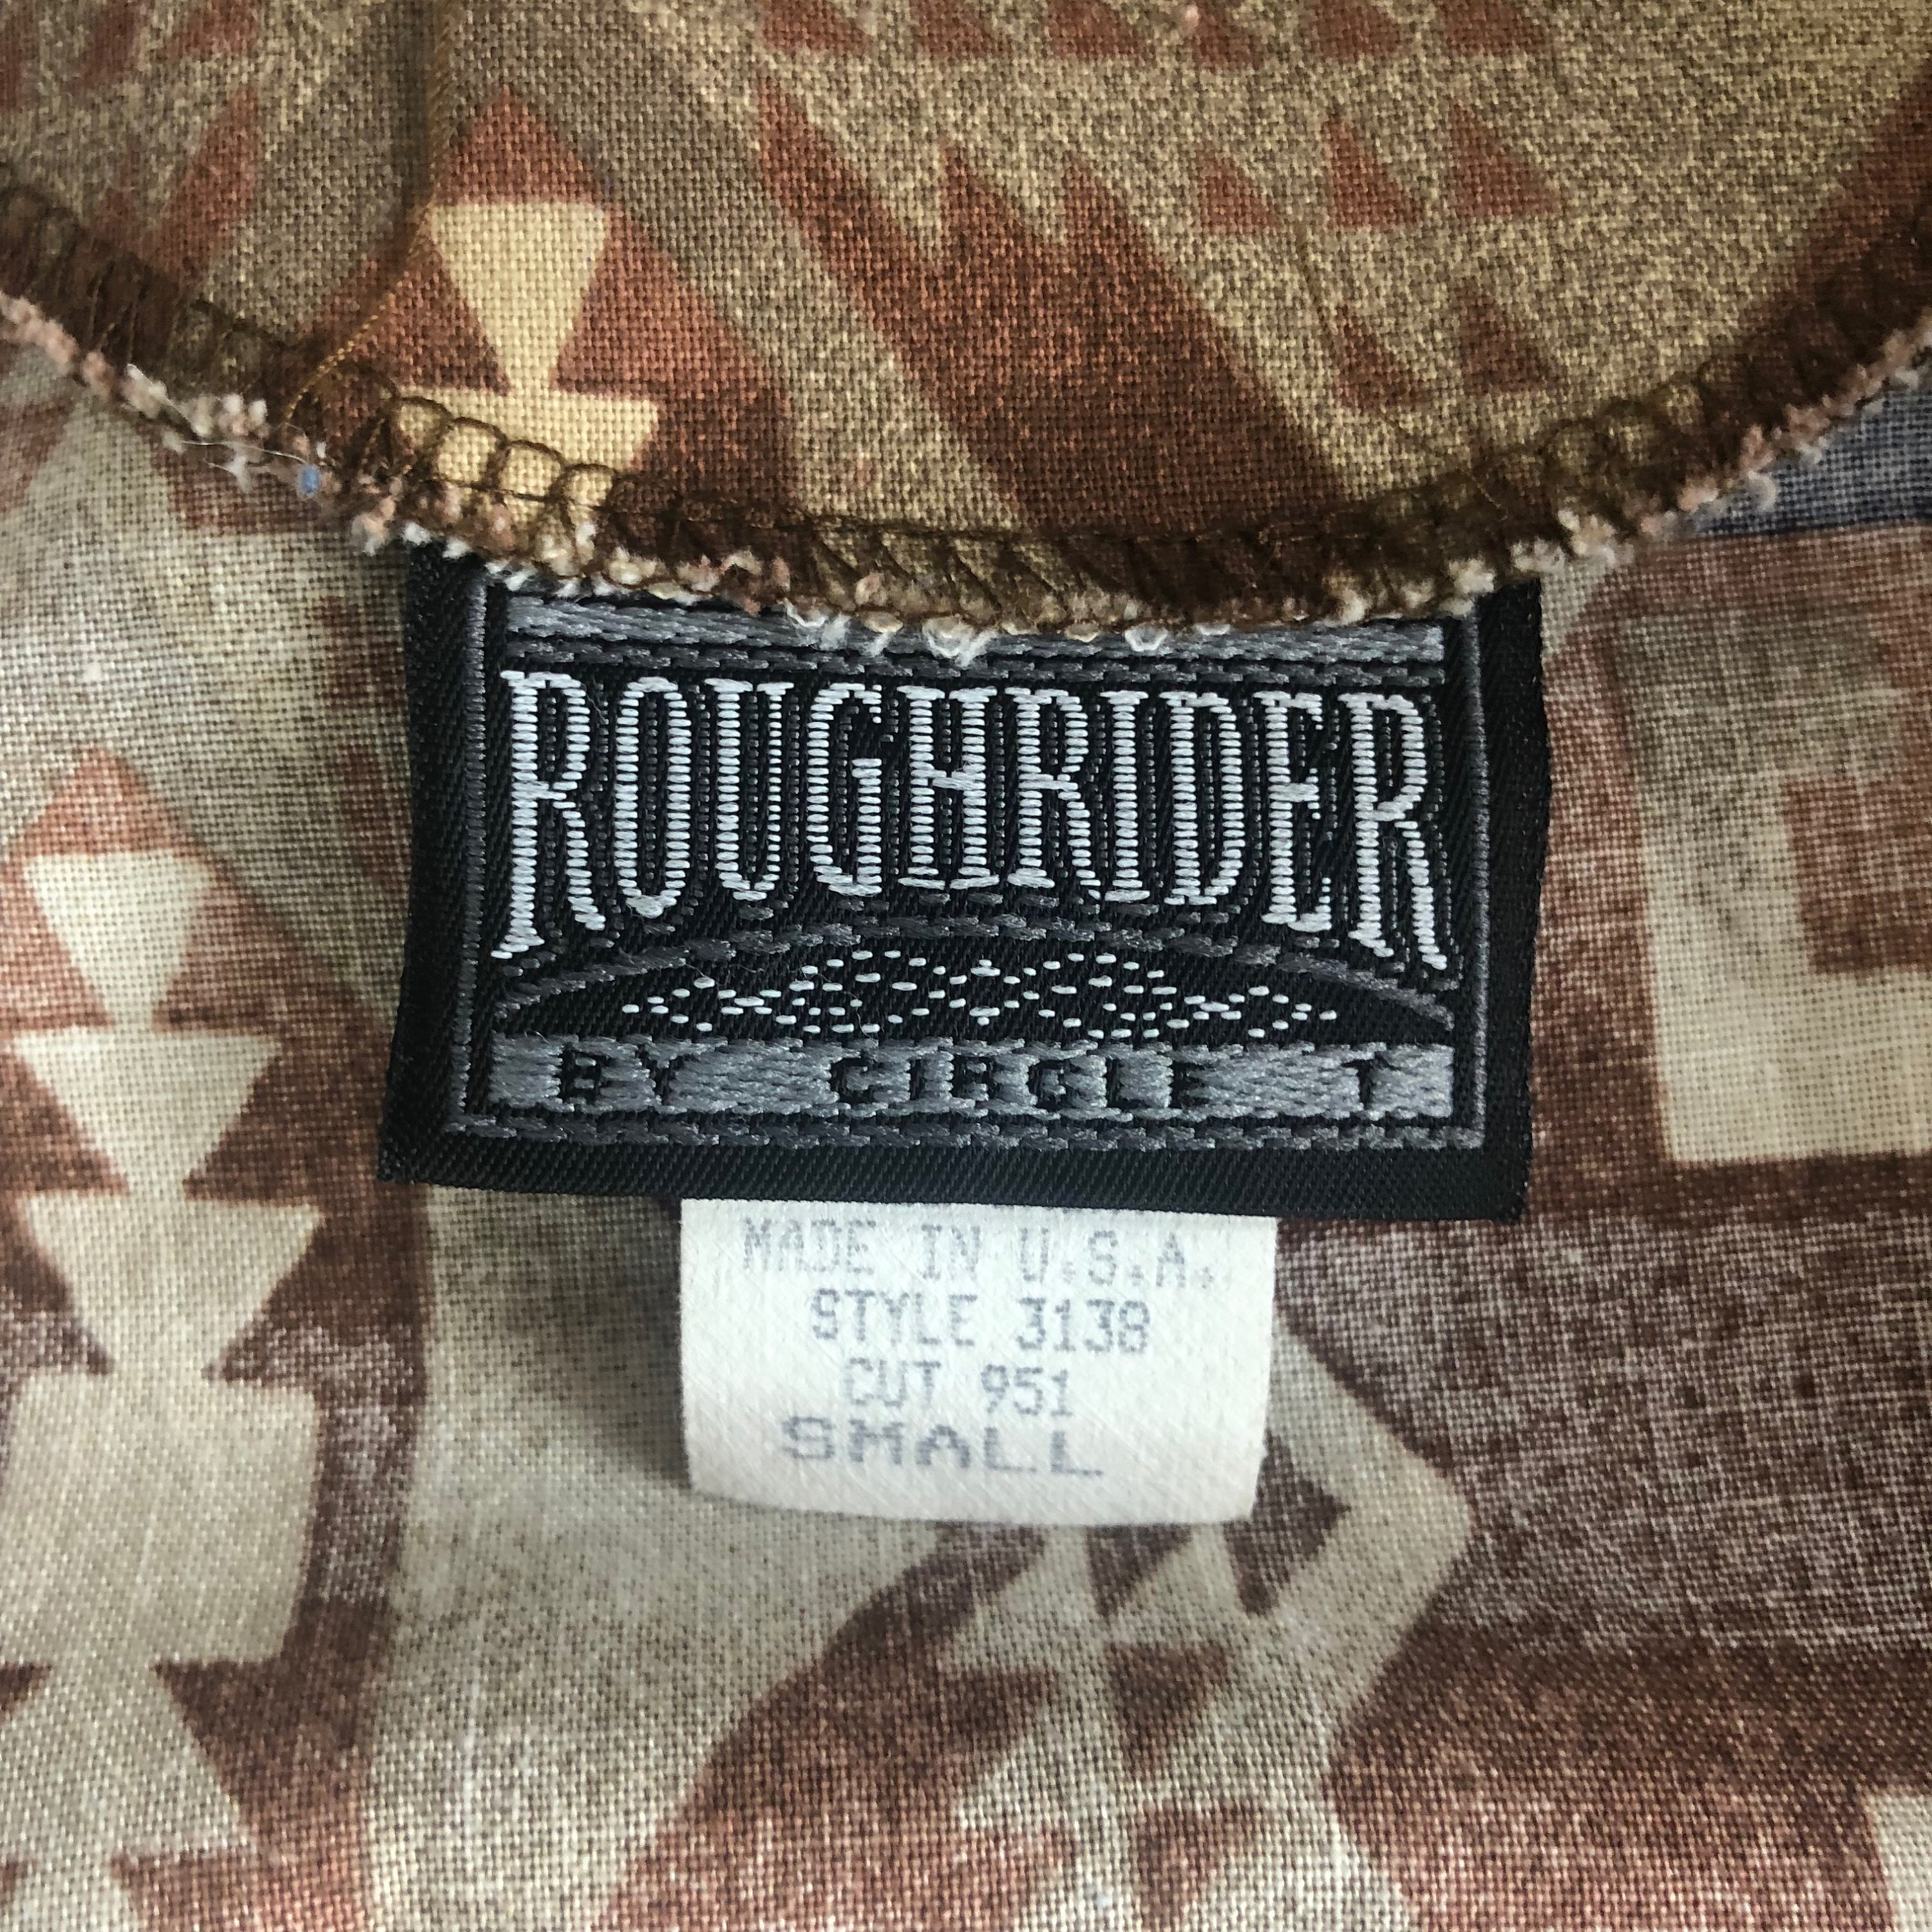 ROUGHRIDER
BY CIRCLE T
MADE IN U.S.A.
STYLE 3138
CUT 951
SMALL